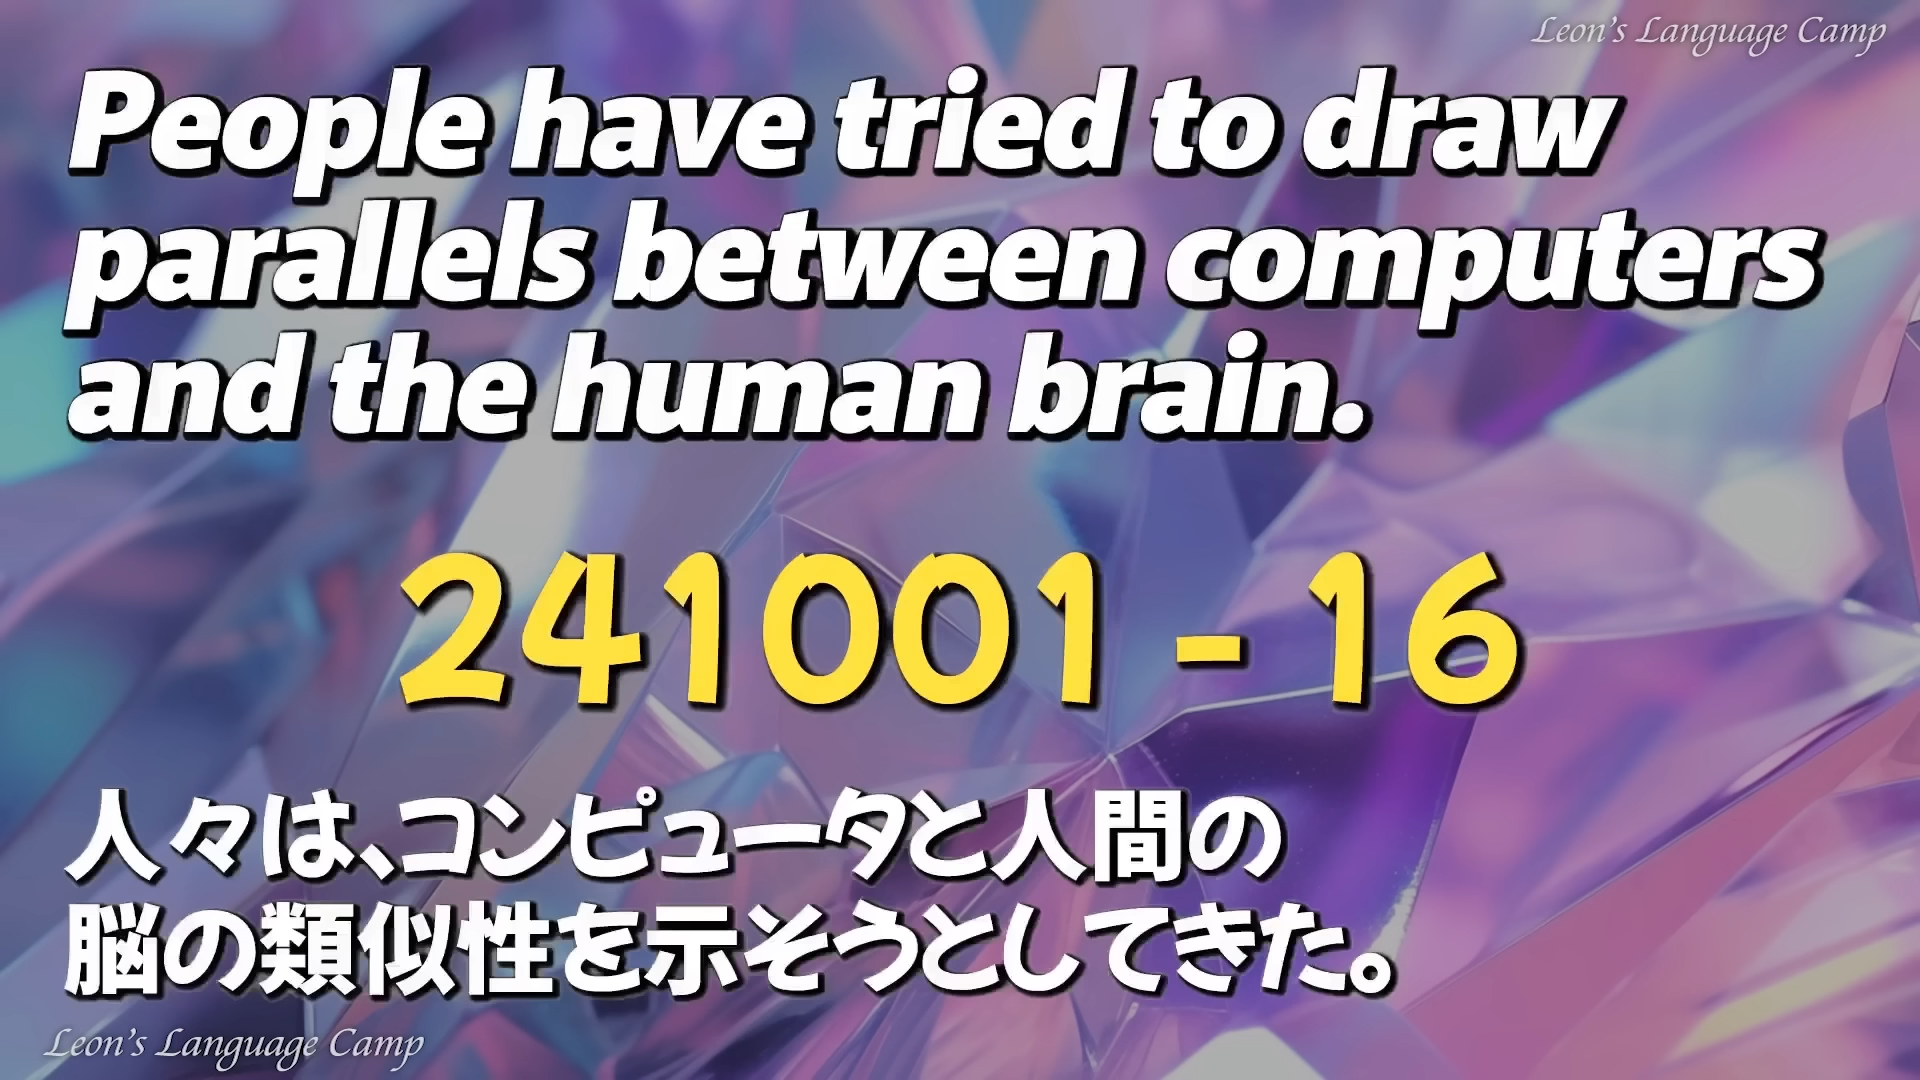 Leon's Language Camp
People have tried to draw
parallels between computers
and the human brain.
241001 - 16
人々は、コンピュータと人間の
脳の類似性を示そうとしてきた。
Leon's Language Camp